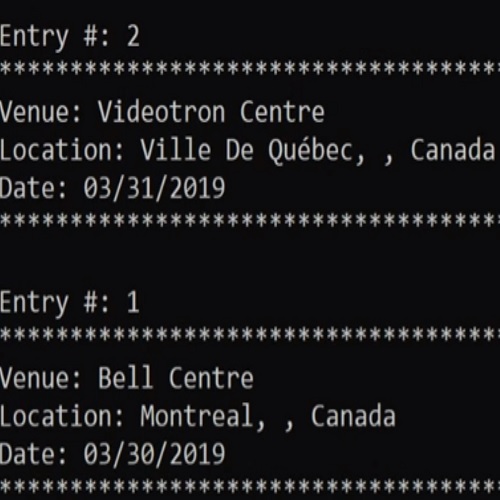 Entry #: 2
************************************
Venue: Videotron Centre
Location: Ville De Québec, , Canada
Date: 03/31/2019
************************************
Entry #: 1
************************************
Venue: Bell Centre
Location: Montreal, , Canada
Date: 03/30/2019
************************************